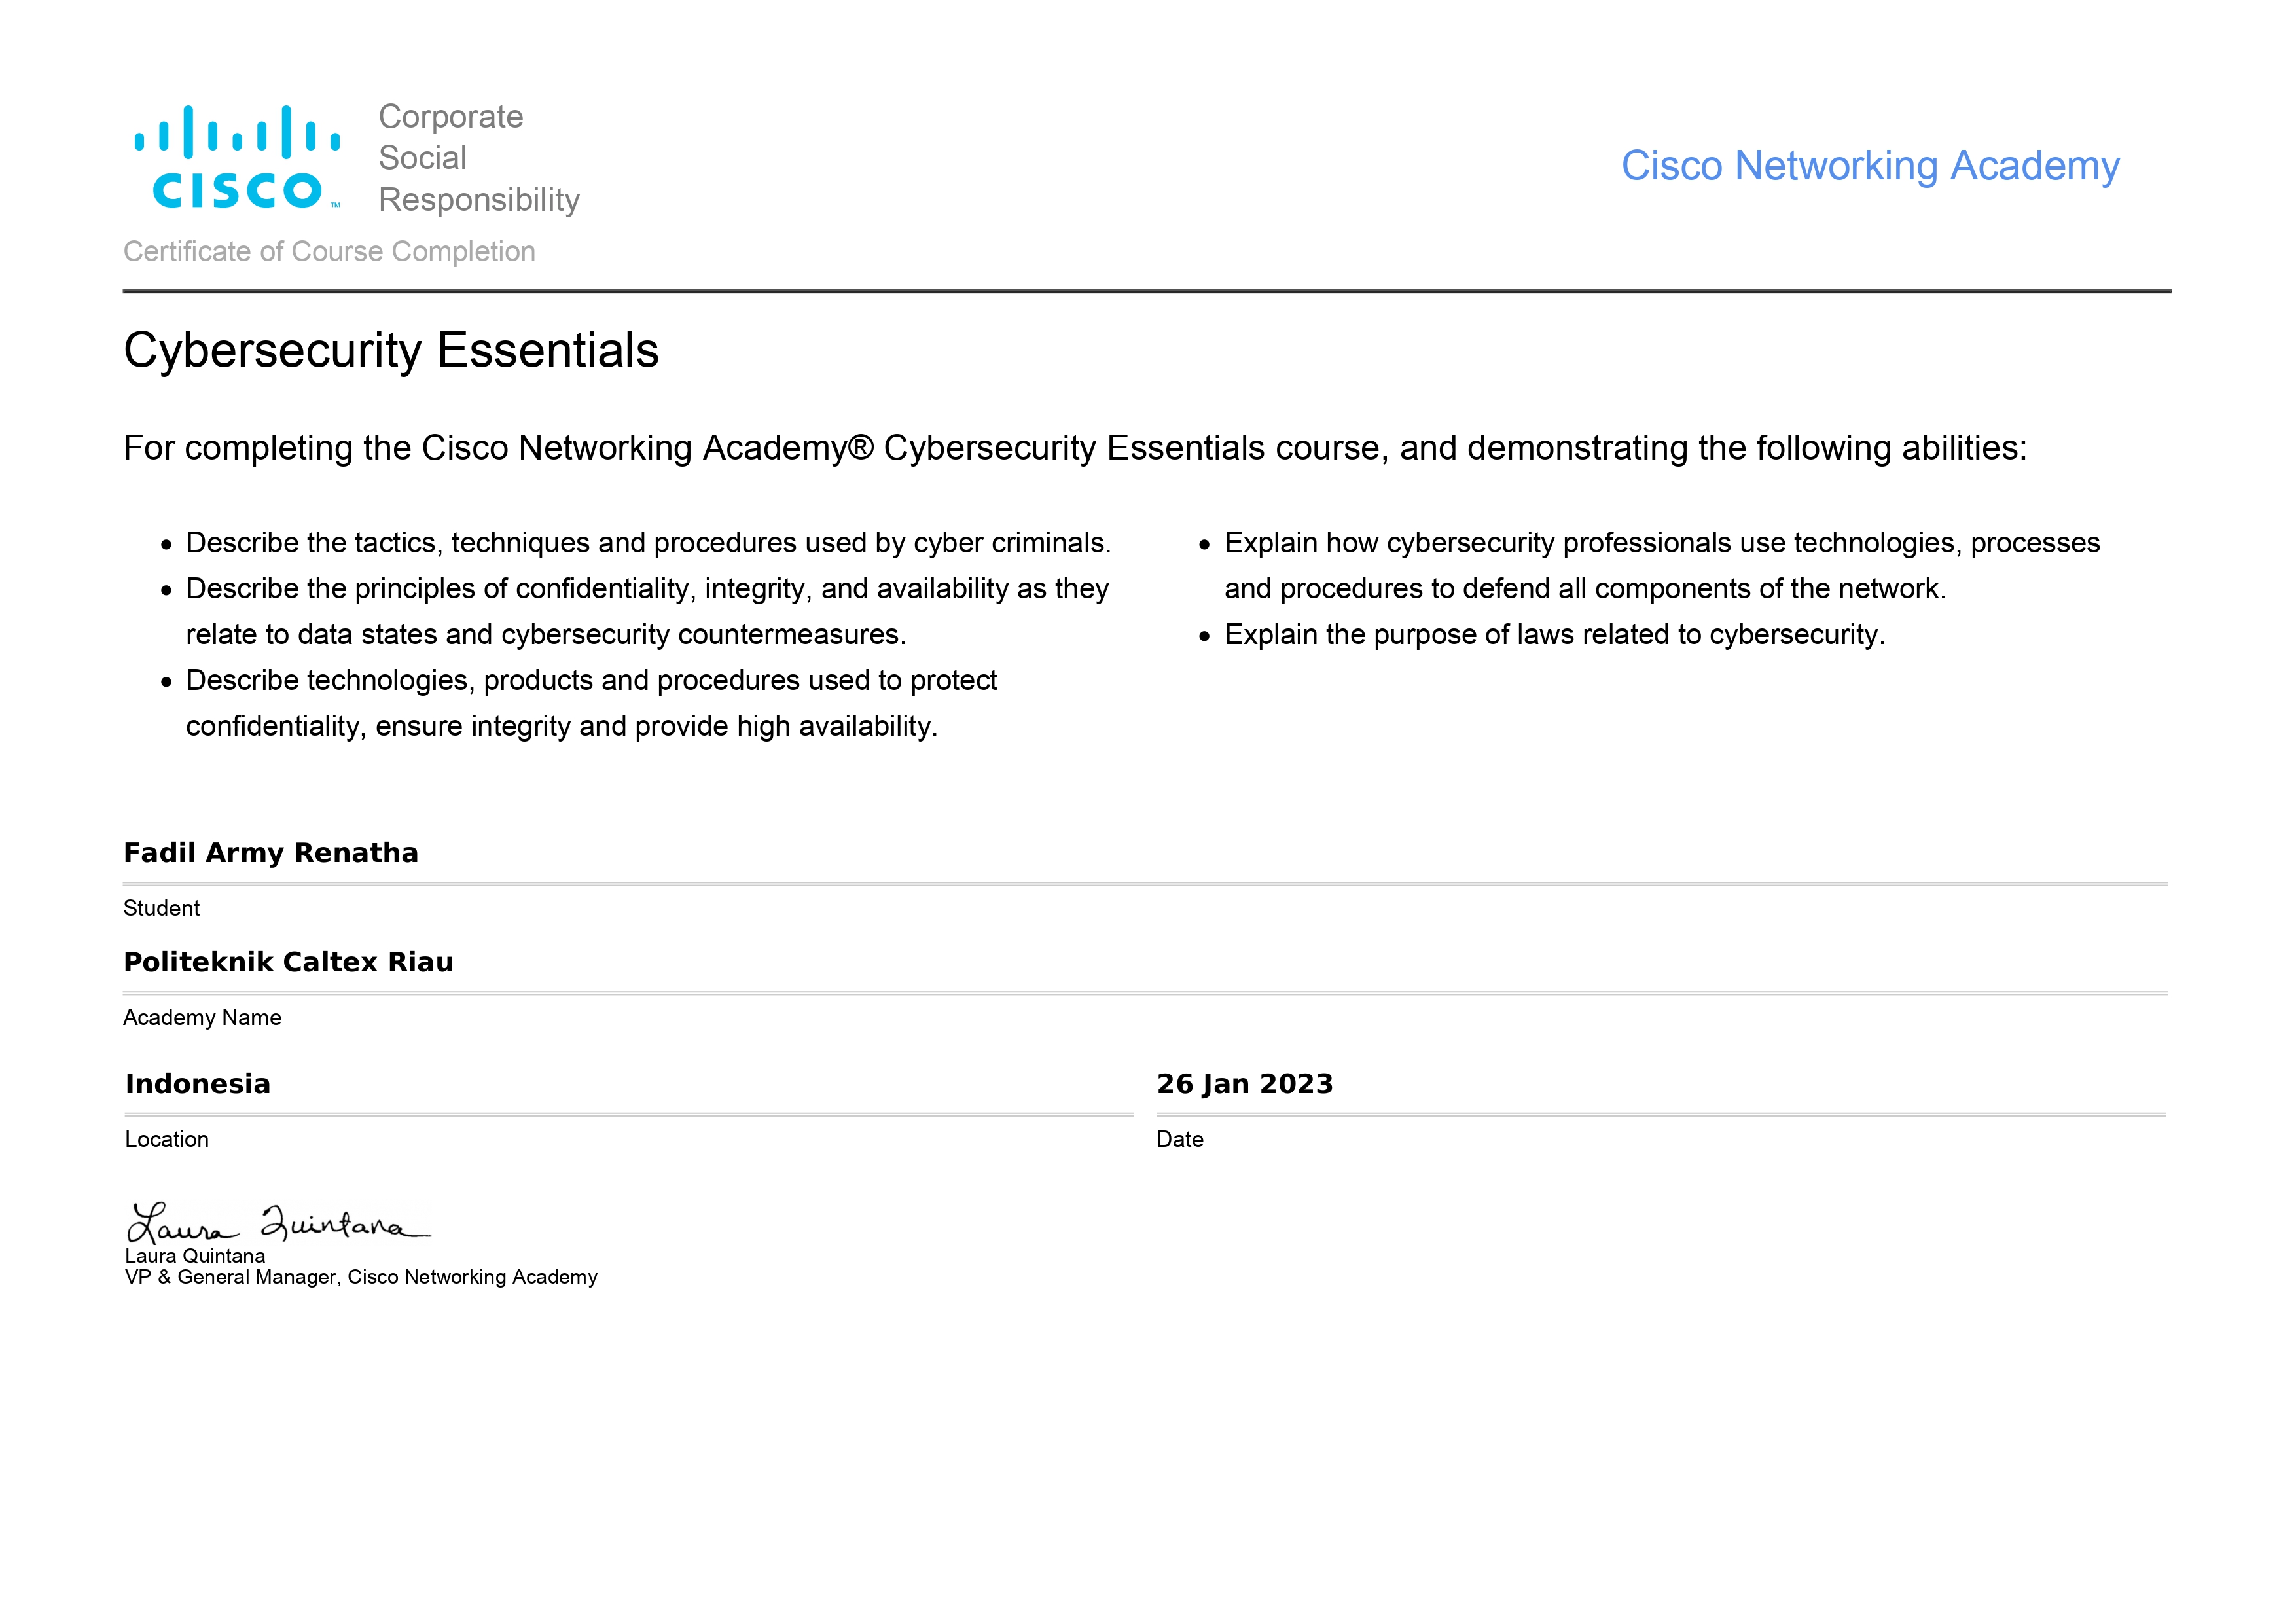 CISCO™
Corporate
Social
Responsibility
Cisco Networking Academy
Certificate of Course Completion
Cybersecurity Essentials
For completing the Cisco Networking Academy® Cybersecurity Essentials course, and demonstrating the following abilities:
• Describe the tactics, techniques and procedures used by cyber criminals.
• Describe the principles of confidentiality, integrity, and availability as they
relate to data states and cybersecurity countermeasures.
• Describe technologies, products and procedures used to protect
confidentiality, ensure integrity and provide high availability.
• Explain how cybersecurity professionals use technologies, processes
and procedures to defend all components of the network.
• Explain the purpose of laws related to cybersecurity.
Fadil Army Renatha
Student
Politeknik Caltex Riau
Academy Name
Indonesia
Location
26 Jan 2023
Date
Laura Quintana
Laura Quintana
VP & General Manager, Cisco Networking Academy